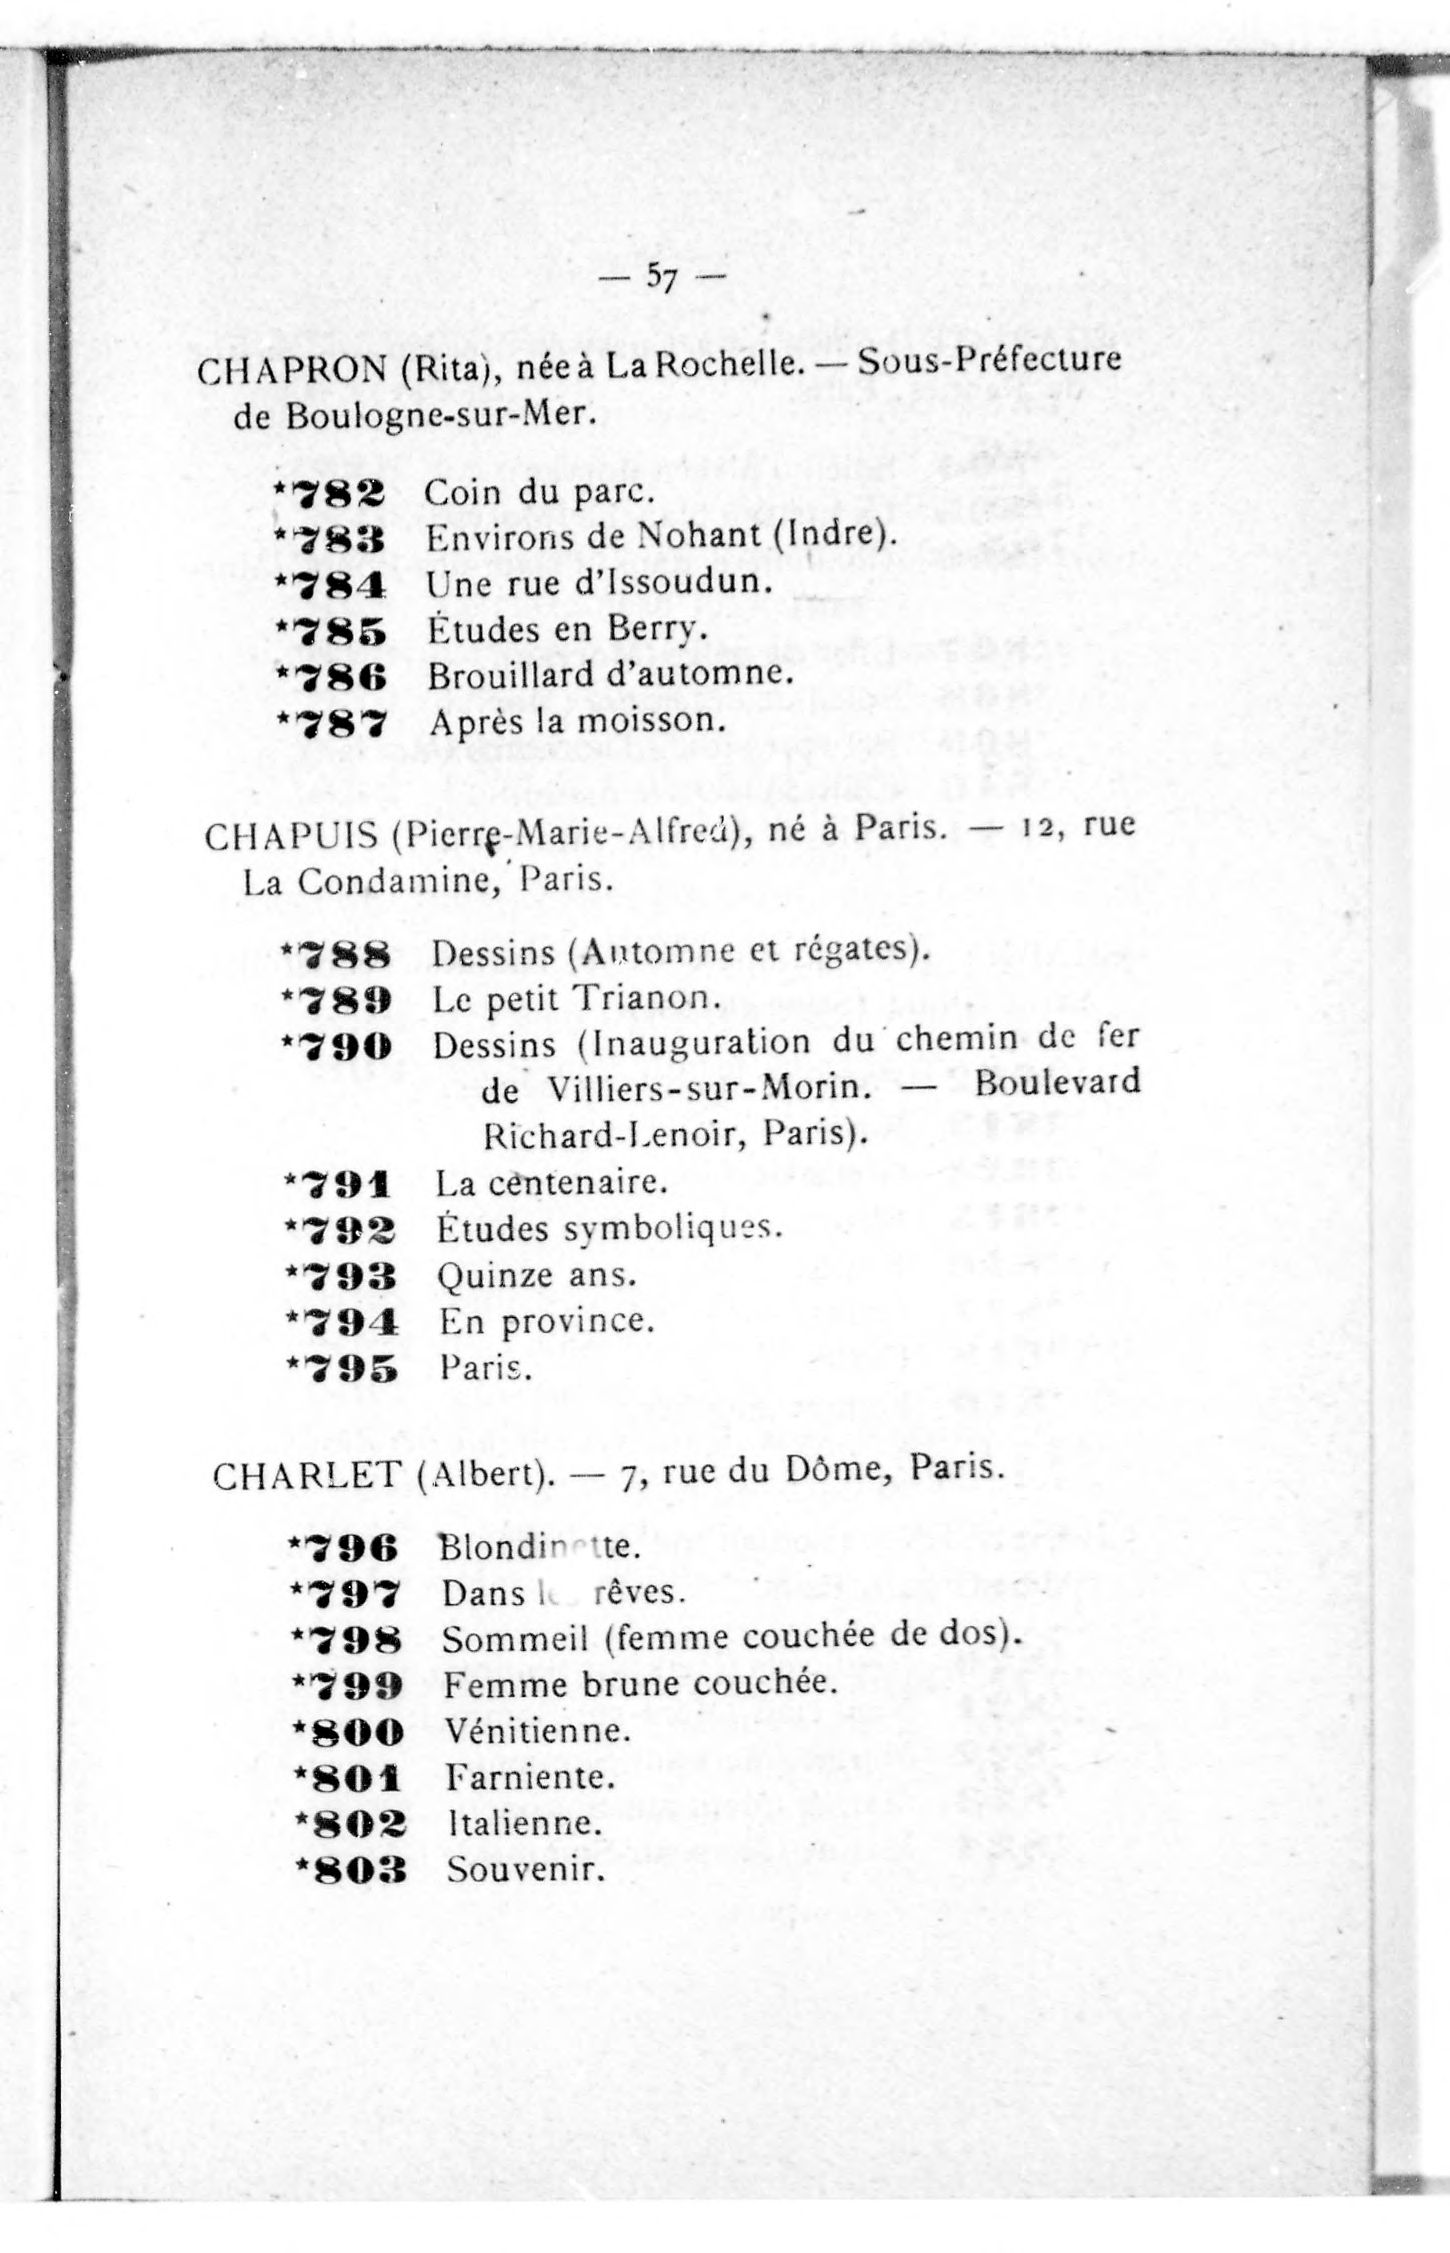 — 57 —
CHAPRON (Rita), née à La Rochelle. — Sous-Préfecture
de Boulogne-sur-Mer.
*782 Coin du parc.
*783 Environs de Nohant (Indre).
*784 Une rue d'Issoudun.
*785 Études en Berry.
*786 Brouillard d'automne.
*787 Après la moisson.
CHAPUIS (Pierre-Marie-Alfred), né à Paris. — 12, rue
La Condamine, Paris.
*788 Dessins (Automne et régates).
*789 Le petit Trianon.
*790 Dessins (Inauguration du chemin de fer
de Villiers-sur-Morin. — Boulevard
Richard-Lenoir, Paris).
*791 La centenaire.
*792 Études symboliques.
*793 Quinze ans.
*794 En province.
*795 Paris.
CHARLET (Albert). — 7, rue du Dôme, Paris.
*796 Blondinette.
*797 Dans rêves.
*798 Sommeil (femme couchée de dos).
*799 Femme brune couchée.
*800 Vénitienne.
*801 Farniente.
*802 Italienne.
*803 Souvenir.